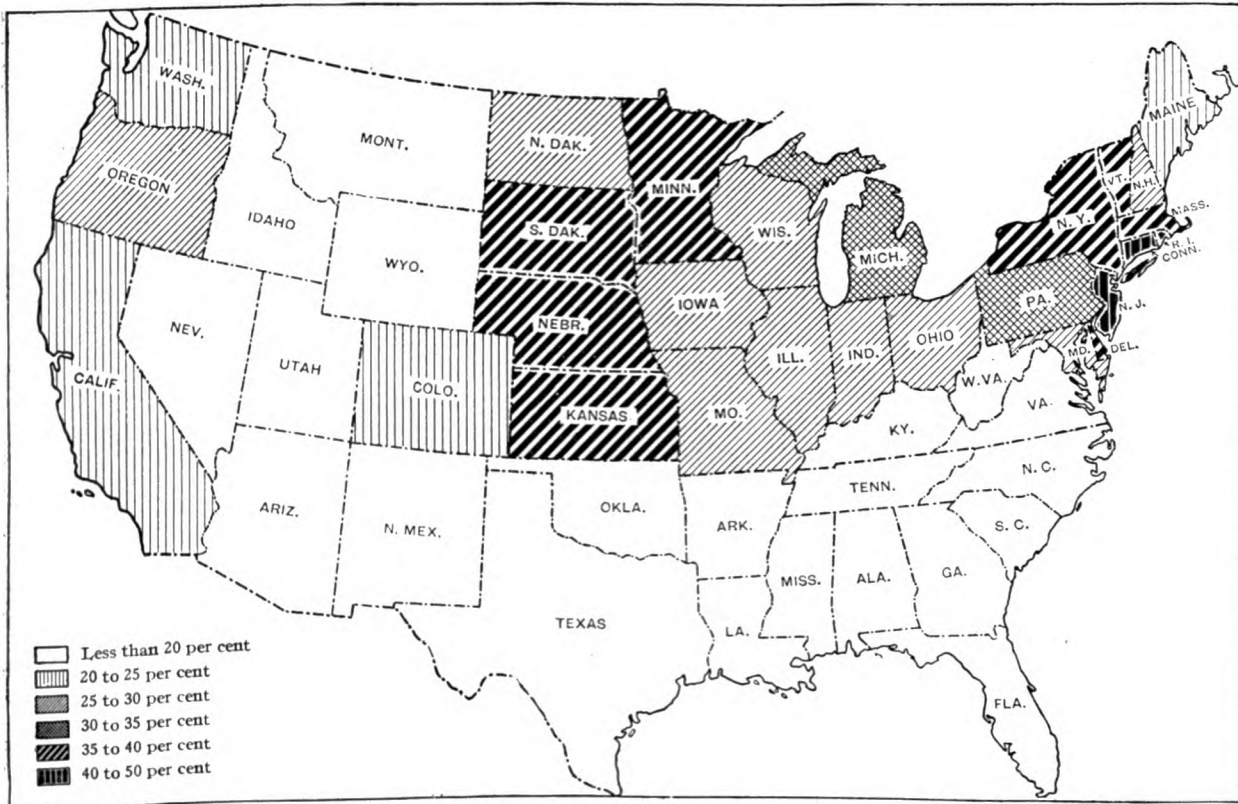 WASH.
MONT.
N. DAK.
MINN.
MAINE
VT.
N.H.
OREGON
IDAHO
S. DAK.
WIS.
MICH.
N. Y.
MASS.
R. I.
CONN.
WYO.
IOWA
PA.
N. J.
NEV.
NEBR.
ILL.
IND.
OHIO
MD.
DEL.
UTAH
COLO.
KANSAS.
MO.
W.VA.
VA.
CALIF.
KY.
N. C.
TENN.
ARIZ.
N. MEX.
OKLA.
ARK.
S. C.
MISS.
ALA.
GA.
TEXAS
LA.
FLA.
Less than 20 per cent
20 to 25 per cent
25 to 30 per cent
30 to 35 per cent
35 to 40 per cent
40 to 50 per cent